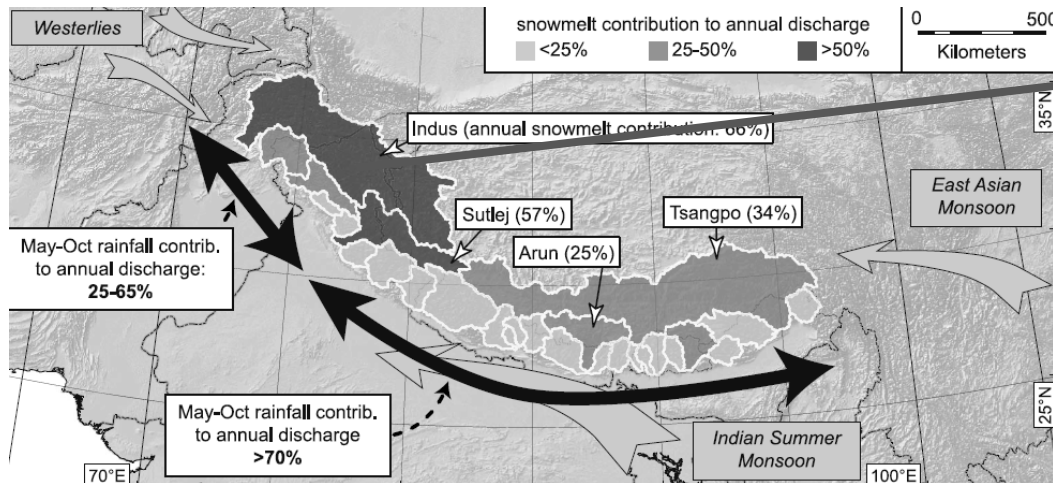 Westerlies
snowmelt contribution to annual discharge
<25% 25-50% >50%
0 500
Kilometers
35°N
Indus (annual snowmelt contribution: 66%)
East Asian
Monsoon
Sutlej (57%)
Tsangpo (34%)
Arun (25%)
May-Oct rainfall contrib.
to annual discharge:
25-65%
May-Oct rainfall contrib.
to annual discharge
>70%
Indian Summer
Monsoon
25°N
70°E
100°E